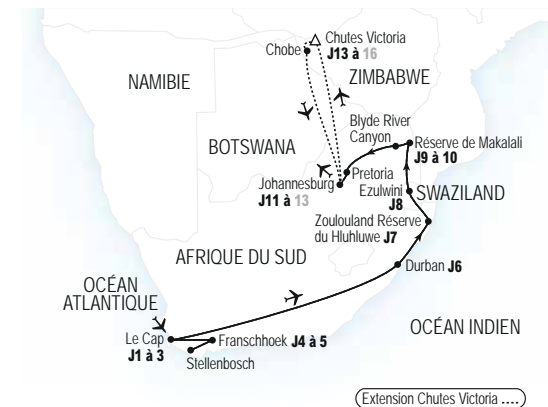 Chutes Victoria
J13 à 16
Chobe
ZIMBABWE
NAMIBIE
Blyde River
Canyon
BOTSWANA
Réserve de Makalali
J9 à 10
Pretoria
Johannesburg
J11 à 13
Ezulwini
J8
SWAZILAND
Zoulouland Réserve
du Hluhluwe J7
AFRIQUE DU SUD
Durban J6
OCÉAN
ATLANTIQUE
OCÉAN INDIEN
Le Cap
J1 à 3
Franschhoek J4 à 5
Stellenbosch
Extension Chutes Victoria ....